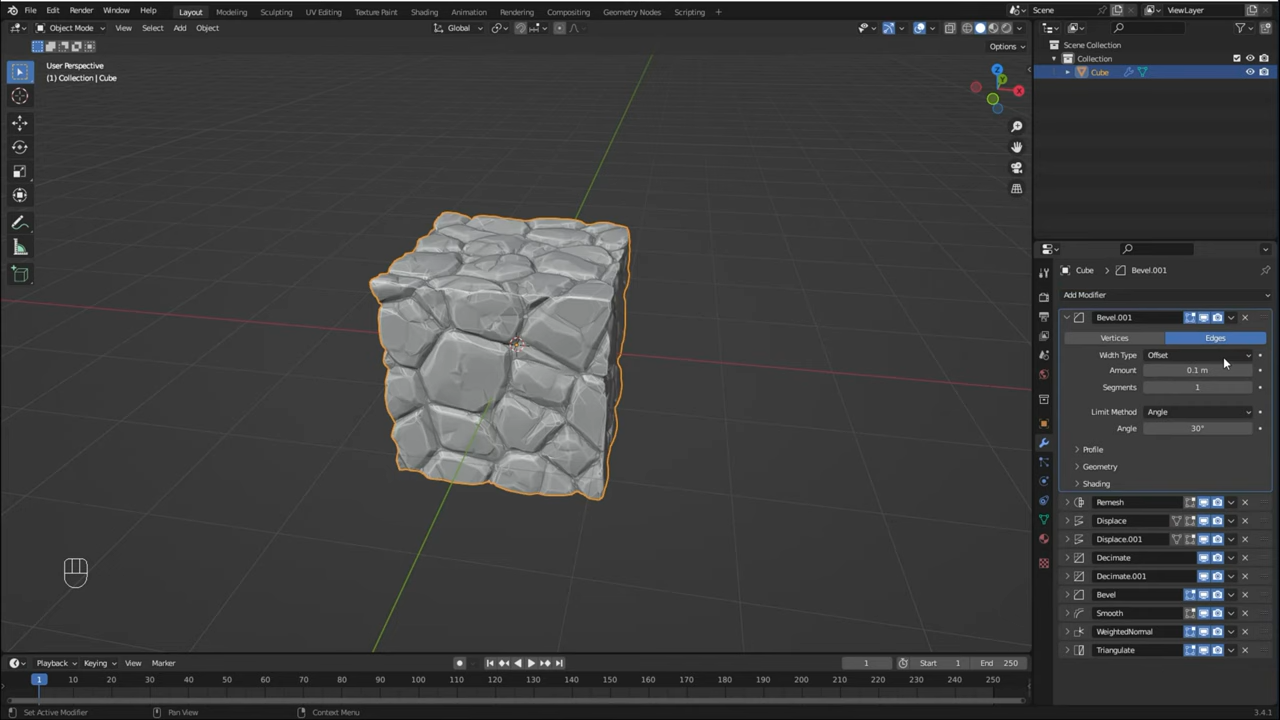 File Edit Render Window Help Layout Modeling Sculpting UV Editing Texture Paint Shading Animation Rendering Compositing Geometry Nodes Scripting + Scene ViewLayer
Object Mode View Select Add Object Global
Options
User Perspective
(1) Collection | Cube
Z
Y
X
Scene Collection
Collection
Cube
Cube > Bevel.001
Add Modifier
Bevel.001
Vertices Edges
Width Type Offset
Amount 0.1 m
Segments 1
Limit Method Angle
Angle 30°
Profile
Geometry
Shading
Remesh
Displace
Displace.001
Decimate
Decimate.001
Bevel
Smooth
WeightedNormal
Triangulate
Playback Keying View Marker 1 Start 1 End 250
1 10 20 30 40 50 60 70 80 90 100 110 120 130 140 150 160 170 180 190 200 210 220 230 240 250
Set Active Modifier Pan View Context Menu 3.4.1